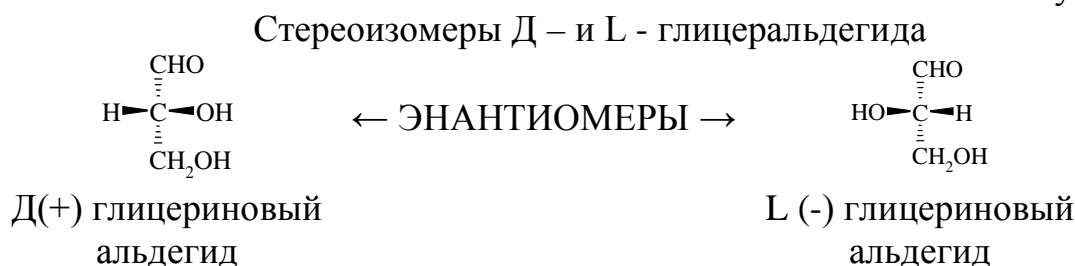 Стереоизомеры Д – и L - глицеральдегида
CHO CHO
H C OH ← ЭНАНТИОМЕРЫ → HO C H
CH2OH CH2OH
Д(+) глицериновый L (-) глицериновый
альдегид альдегид